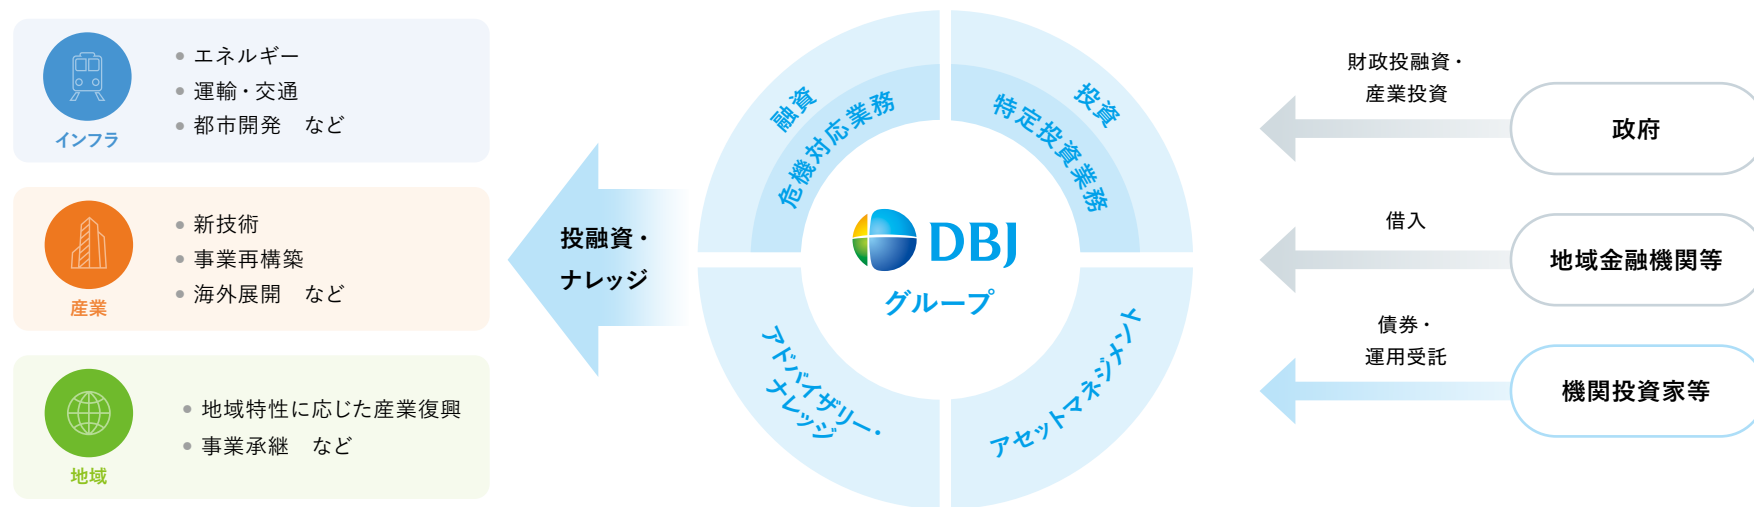 インフラ
エネルギー
運輸・交通
都市開発　など
産業
新技術
事業再構築
海外展開　など
地域
地域特性に応じた産業復興
事業承継　など
投融資・
ナレッジ
融資
危機対応業務
投資
特定投資業務
DBJ
グループ
アドバイザリー・
ナレッジ
アセットマネジメント
財政投融資・
産業投資
政府
借入
地域金融機関等
債券・
運用受託
機関投資家等